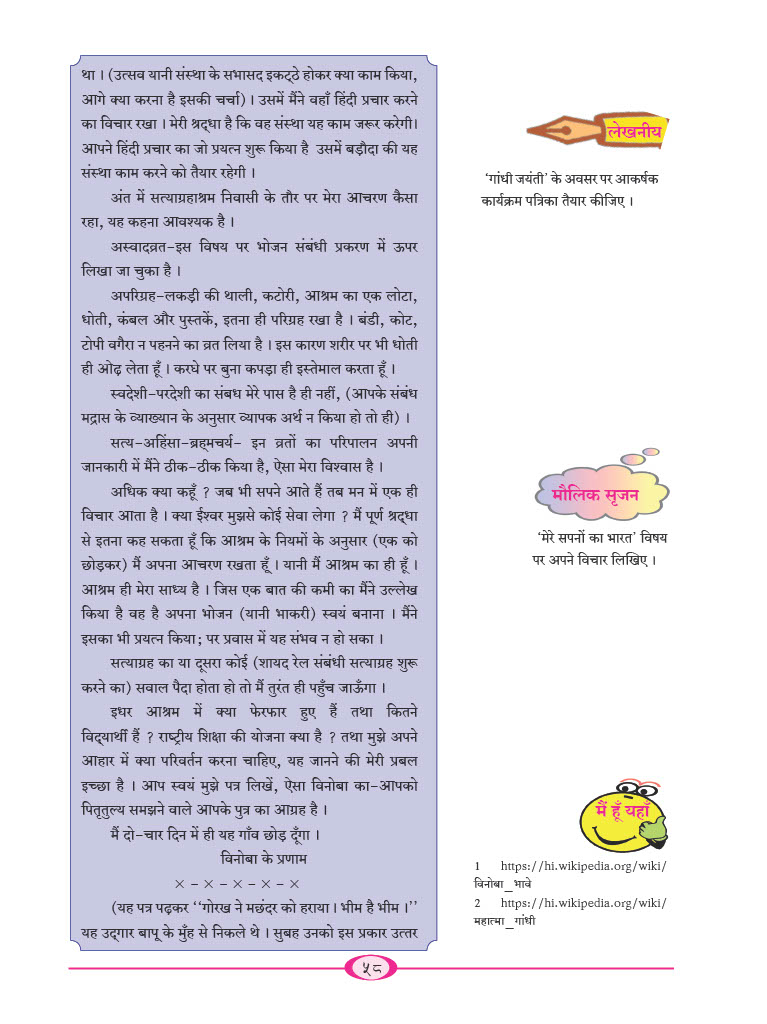 था । (उत्सव यानी संस्था के सभासद इकट्ठे होकर क्या काम किया,
आगे क्या करना है इसकी चर्चा) । उसमें मैंने वहाँ हिंदी प्रचार करने
का विचार रखा । मेरी श्रद्धा है कि वह संस्था यह काम जरूर करेगी।
आपने हिंदी प्रचार का जो प्रयत्न शुरू किया है उसमें बड़ौदा की यह
संस्था काम करने को तैयार रहेगी ।
अंत में सत्याग्रहाश्रम निवासी के तौर पर मेरा आचरण कैसा
रहा, यह कहना आवश्यक है ।
अस्वादव्रत-इस विषय पर भोजन संबंधी प्रकरण में ऊपर
लिखा जा चुका है ।
अपरिग्रह-लकड़ी की थाली, कटोरी, आश्रम का एक लोटा,
धोती, कंबल और पुस्तकें, इतना ही परिग्रह रखा है । बंडी, कोट,
टोपी वगैरा न पहनने का व्रत लिया है । इस कारण शरीर पर भी धोती
ही ओढ़ लेता हूँ । करधे पर बुना कपड़ा ही इस्तेमाल करता हूँ ।
स्वदेशी-परदेशी का संबध मेरे पास है ही नहीं, (आपके संबंध
मद्रास के व्याख्यान के अनुसार व्यापक अर्थ न किया हो तो ही) ।
सत्य-अहिंसा-ब्रह्मचर्य- इन व्रतों का परिपालन अपनी
जानकारी में मैंने ठीक-ठीक किया है, ऐसा मेरा विश्वास है ।
अधिक क्या कहूँ ? जब भी सपने आते हैं तब मन में एक ही
विचार आता है । क्या ईश्वर मुझसे कोई सेवा लेगा ? मैं पूर्ण श्रद्धा
से इतना कह सकता हूँ कि आश्रम के नियमों के अनुसार (एक को
छोड़कर) मैं अपना आचरण रखता हूँ । यानी मैं आश्रम का ही हूँ ।
आश्रम ही मेरा साध्य है । जिस एक बात की कमी का मैंने उल्लेख
किया है वह है अपना भोजन (यानी भाकरी) स्वयं बनाना । मैंने
इसका भी प्रयत्न किया; पर प्रवास में यह संभव न हो सका ।
सत्याग्रह का या दूसरा कोई (शायद रेल संबंधी सत्याग्रह शुरू
करने का) सवाल पैदा होता हो तो मैं तुरंत ही पहुँच जाऊँगा ।
इधर आश्रम में क्या फेरफार हुए हैं तथा कितने
विद्यार्थी हैं ? राष्ट्रीय शिक्षा की योजना क्या है ? तथा मुझे अपने
आहार में क्या परिवर्तन करना चाहिए, यह जानने की मेरी प्रबल
इच्छा है । आप स्वयं मुझे पत्र लिखें, ऐसा विनोबा का-आपको
पितृतुल्य समझने वाले आपके पुत्र का आग्रह है ।
मैं दो-चार दिन में ही यह गाँव छोड़ दूँगा ।
विनोबा के प्रणाम
× - × - × - × - ×
(यह पत्र पढ़कर ‘‘गोरख ने मछंदर को हराया । भीम है भीम ।’’
यह उद्गार बापू के मुँह से निकले थे । सुबह उनको इस प्रकार उत्तर
लेखनीय
‘गांधी जयंती’ के अवसर पर आकर्षक
कार्यक्रम पत्रिका तैयार कीजिए ।
मौलिक सृजन
‘मेरे सपनों का भारत’ विषय
पर अपने विचार लिखिए ।
मैं हूँ यहाँ
1 https://hi.wikipedia.org/wiki/
विनोबा_भावे
2 https://hi.wikipedia.org/wiki/
महात्मा_गांधी
५८